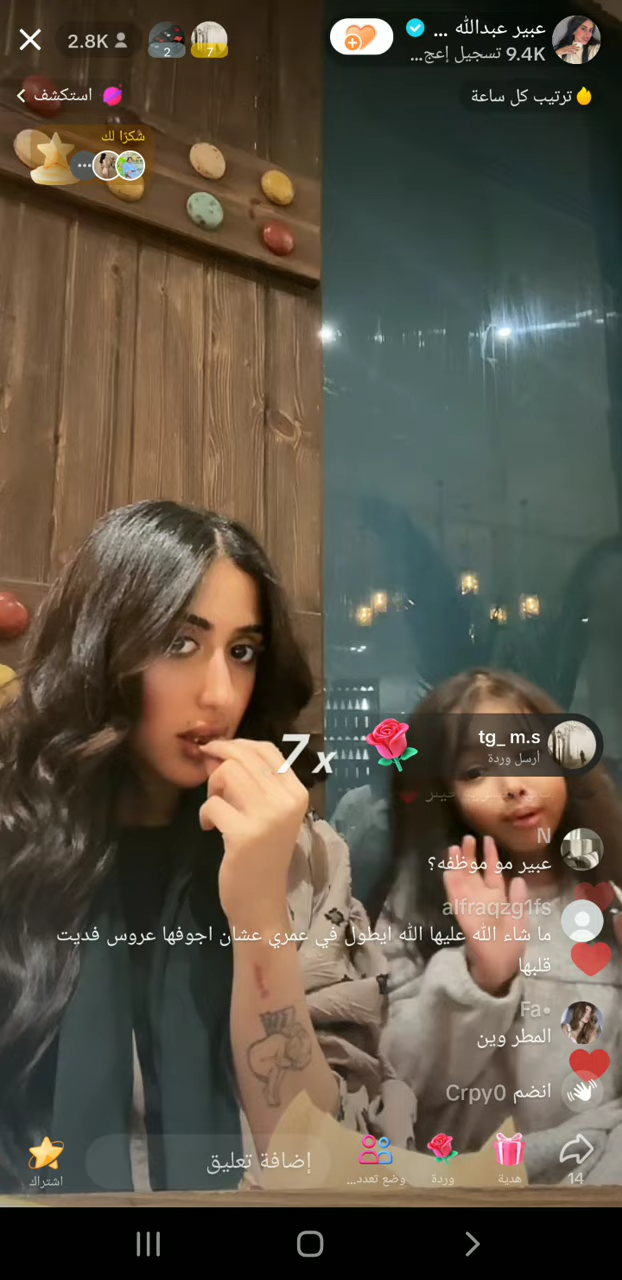 عبير عبدالله ...
9.4K تسجيل إعج...
2.8K
2
7
ترتيب كل ساعة
استكشف
شكرًا لك
7x
tg_ m.s
أرسل وردة
N
عبير مو موظفه؟
alfraqzg1fs
ما شاء الله عليها الله ايطول في عمري عشان اجوفها عروس فديت
قلبها
Fa•
المطر وين
Crpy0 انضم
إضافة تعليق
اشتراك
وضع تعدد...
وردة
هدية
14